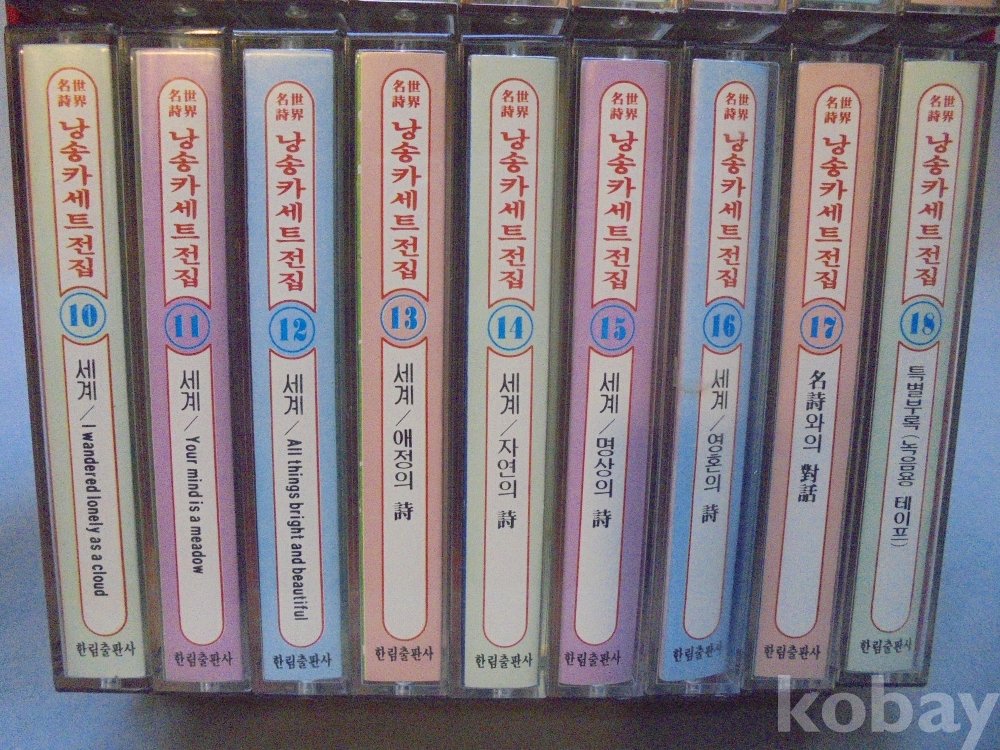 世界
名詩
낭송카세트전집
10
세계/I wandered lonely as a cloud
한림출판사
世界
名詩
낭송카세트전집
11
세계/Your mind is a meadow
한림출판사
世界
名詩
낭송카세트전집
12
세계/All things bright and beautiful
한림출판사
世界
名詩
낭송카세트전집
13
세계/애정의 詩
한림출판사
世界
名詩
낭송카세트전집
14
세계/자연의 詩
한림출판사
世界
名詩
낭송카세트전집
15
세계/명상의 詩
한림출판사
世界
名詩
낭송카세트전집
16
세계/영혼의 詩
한림출판사
世界
名詩
낭송카세트전집
17
名詩와의 對話
한림출판사
世界
名詩
낭송카세트전집
18
특별부록(녹음용 테이프)
한림출판사
kobay